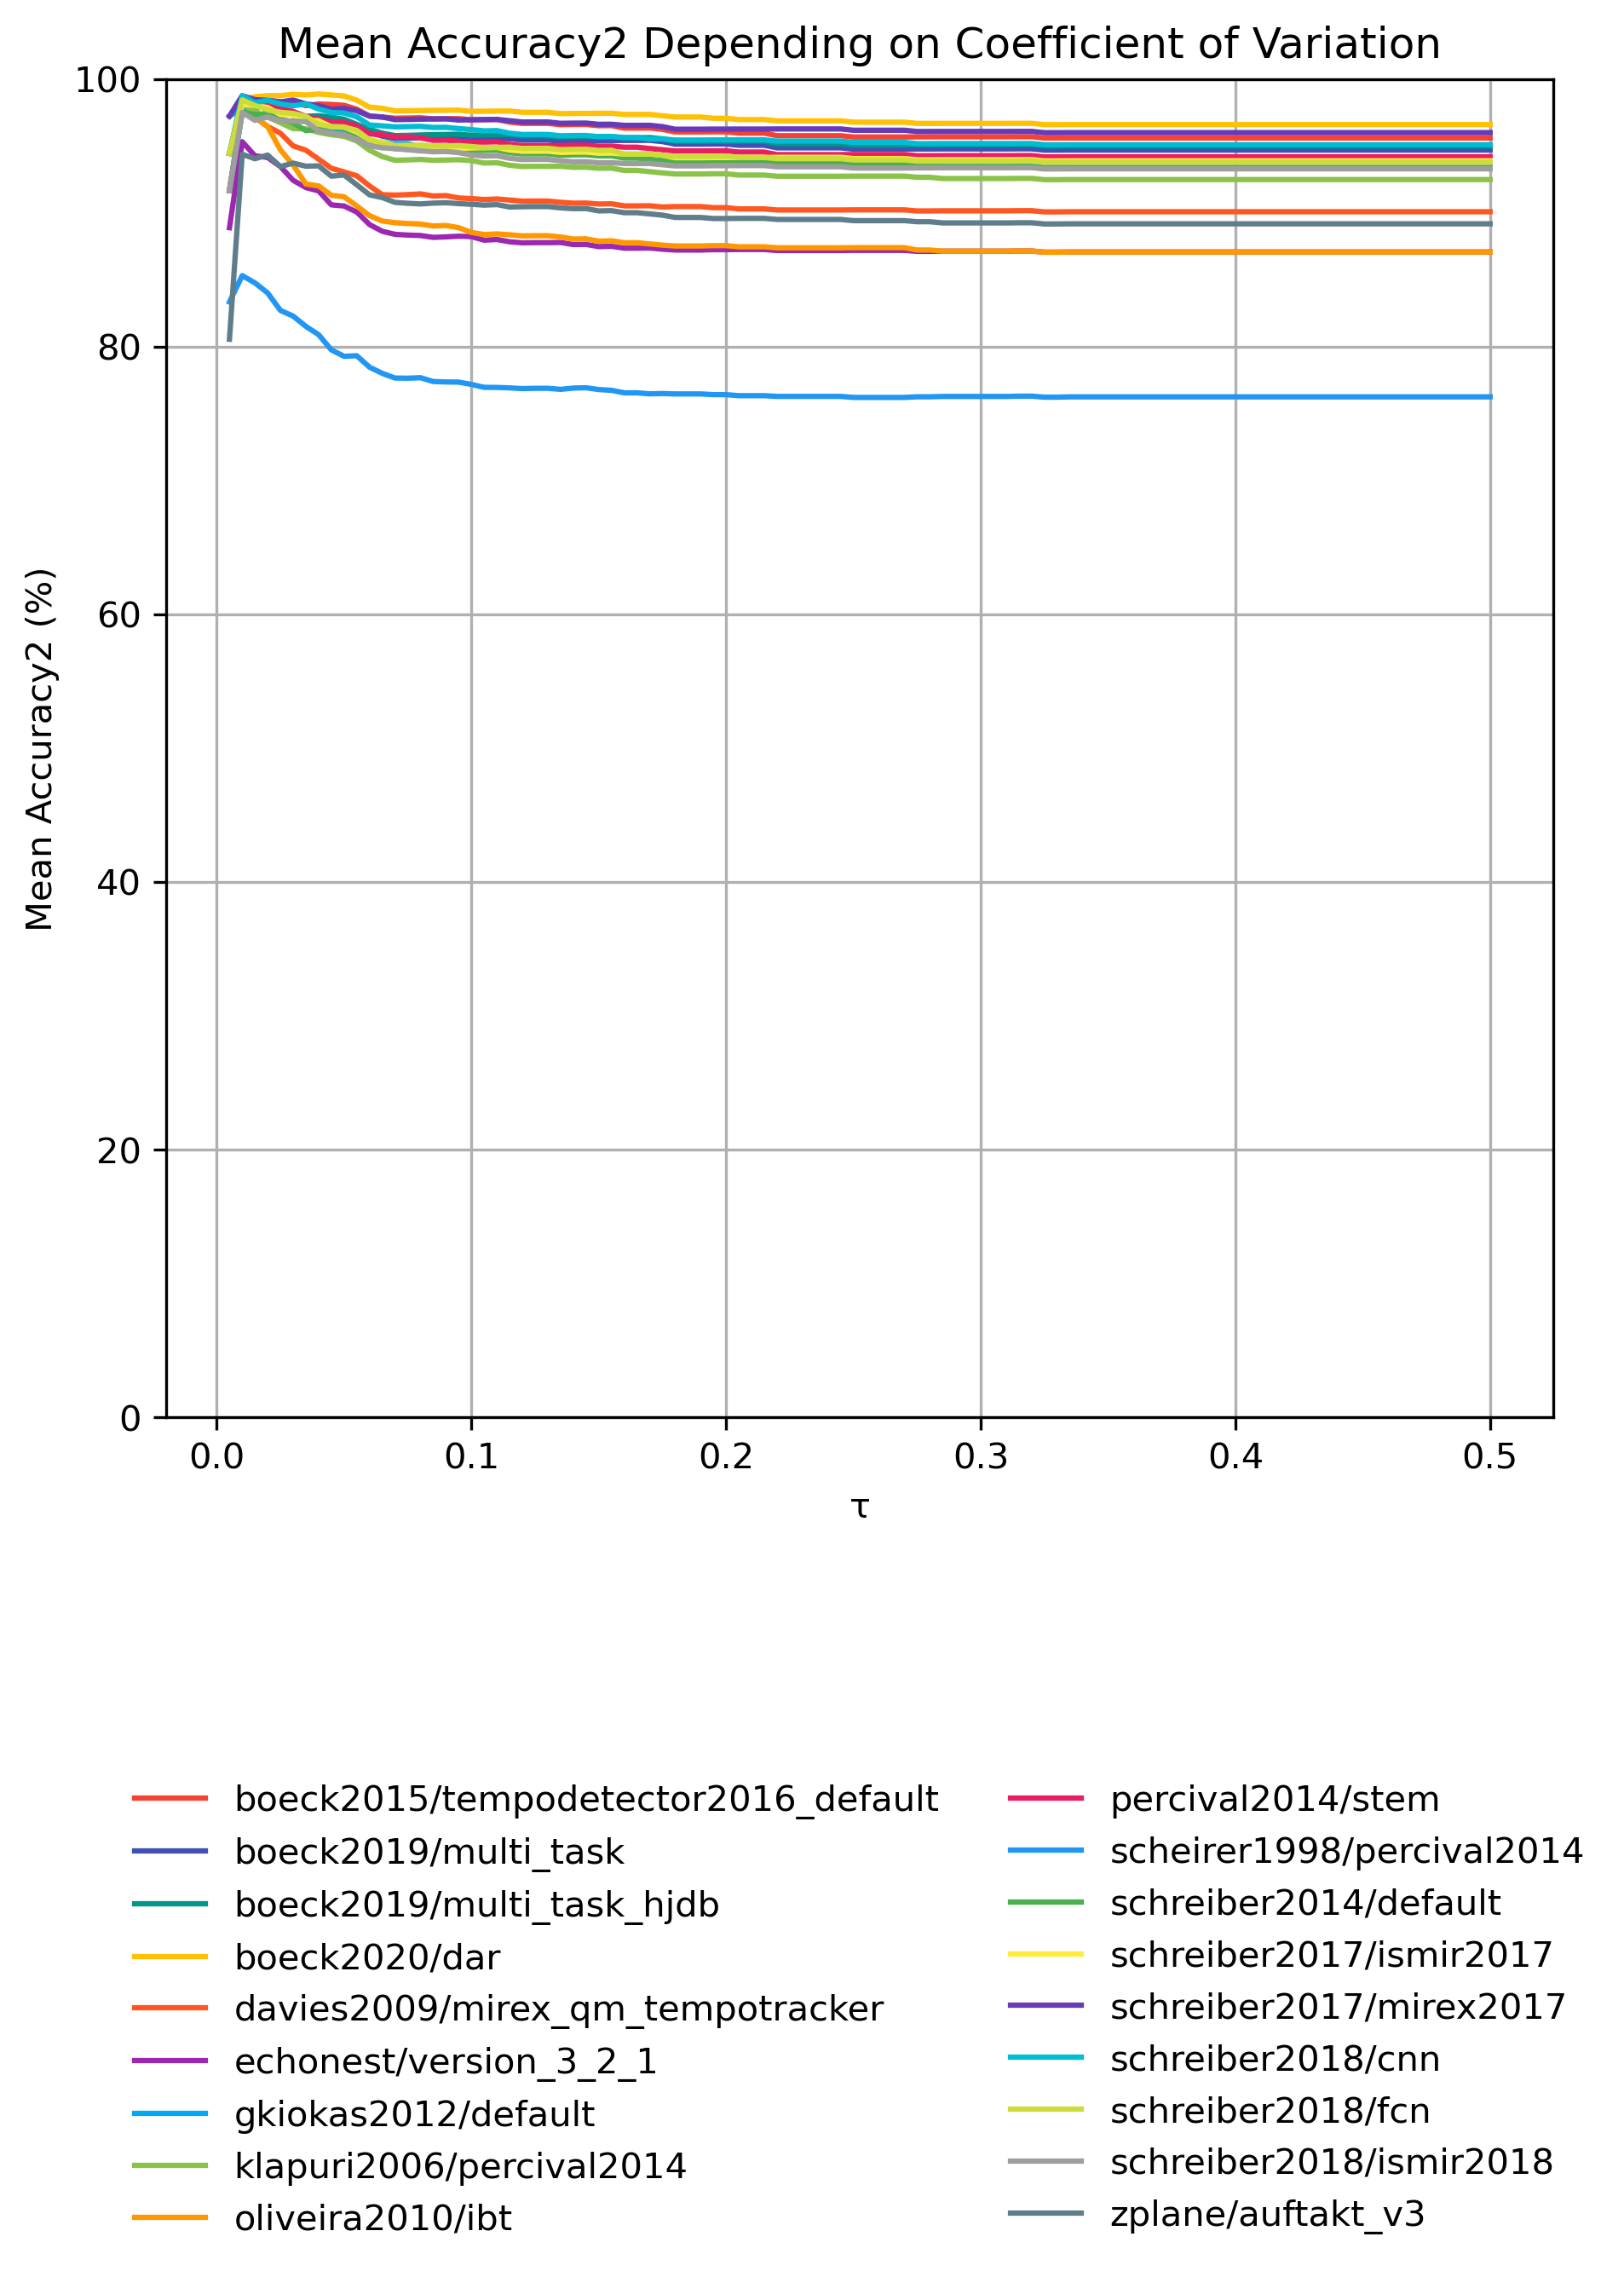 Mean Accuracy2 Depending on Coefficient of Variation
100
80
60
40
20
0
Mean Accuracy2 (%)
0.0 0.1 0.2 0.3 0.4 0.5
τ
boeck2015/tempodetector2016_default
boeck2019/multi_task
boeck2019/multi_task_hjdb
boeck2020/dar
davies2009/mirex_qm_tempotracker
echonest/version_3_2_1
gkiokas2012/default
klapuri2006/percival2014
oliveira2010/ibt
percival2014/stem
scheirer1998/percival2014
schreiber2014/default
schreiber2017/ismir2017
schreiber2017/mirex2017
schreiber2018/cnn
schreiber2018/fcn
schreiber2018/ismir2018
zplane/auftakt_v3